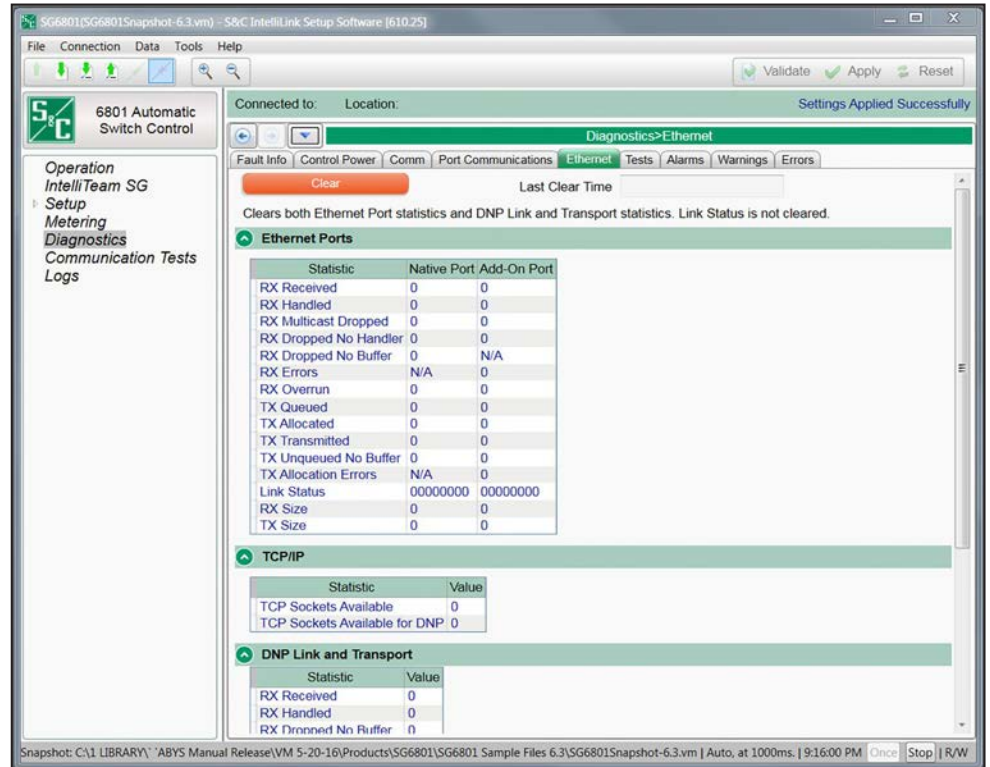 SG6801(SG6801Snapshot-6.3.vm) - S&C IntelliLink Setup Software [610.25]
File Connection Data Tools Help
Validate Apply Reset
S&C
6801 Automatic
Switch Control
Connected to: Location: Settings Applied Successfully
Diagnostics>Ethernet
Operation
IntelliTeam SG
Setup
Metering
Diagnostics
Communication Tests
Logs
Fault Info Control Power Comm Port Communications Ethernet Tests Alarms Warnings Errors
Clear Last Clear Time
Clears both Ethernet Port statistics and DNP Link and Transport statistics. Link Status is not cleared.
Ethernet Ports
Statistic Native Port Add-On Port
RX Received 0 0
RX Handled 0 0
RX Multicast Dropped 0 0
RX Dropped No Handler 0 0
RX Dropped No Buffer 0 N/A
RX Errors N/A 0
RX Overrun 0 0
TX Queued 0 0
TX Allocated 0 0
TX Transmitted 0 0
TX Unqueued No Buffer 0 0
TX Allocation Errors N/A 0
Link Status 00000000 00000000
RX Size 0 0
TX Size 0 0
TCP/IP
Statistic Value
TCP Sockets Available 0
TCP Sockets Available for DNP 0
DNP Link and Transport
Statistic Value
RX Received 0
RX Handled 0
RX Dropped No Buffer 0
Snapshot: C:\1 LIBRARY\` 'ABYS Manual Release\VM 5-20-16\Products\SG6801\SG6801 Sample Files 6.3\SG6801Snapshot-6.3.vm | Auto, at 1000ms. | 9:16:00 PM Once Stop | R/W